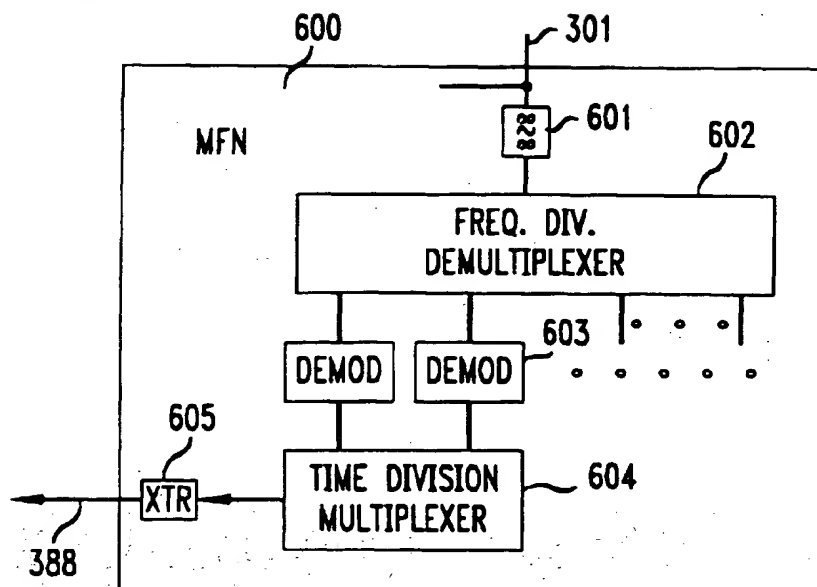 301
600
601
MFN
602
FREQ. DIV.
DEMULTIPLEXER
603
DEMOD DEMOD
605
XTR
TIME DIVISION
MULTIPLEXER
604
388